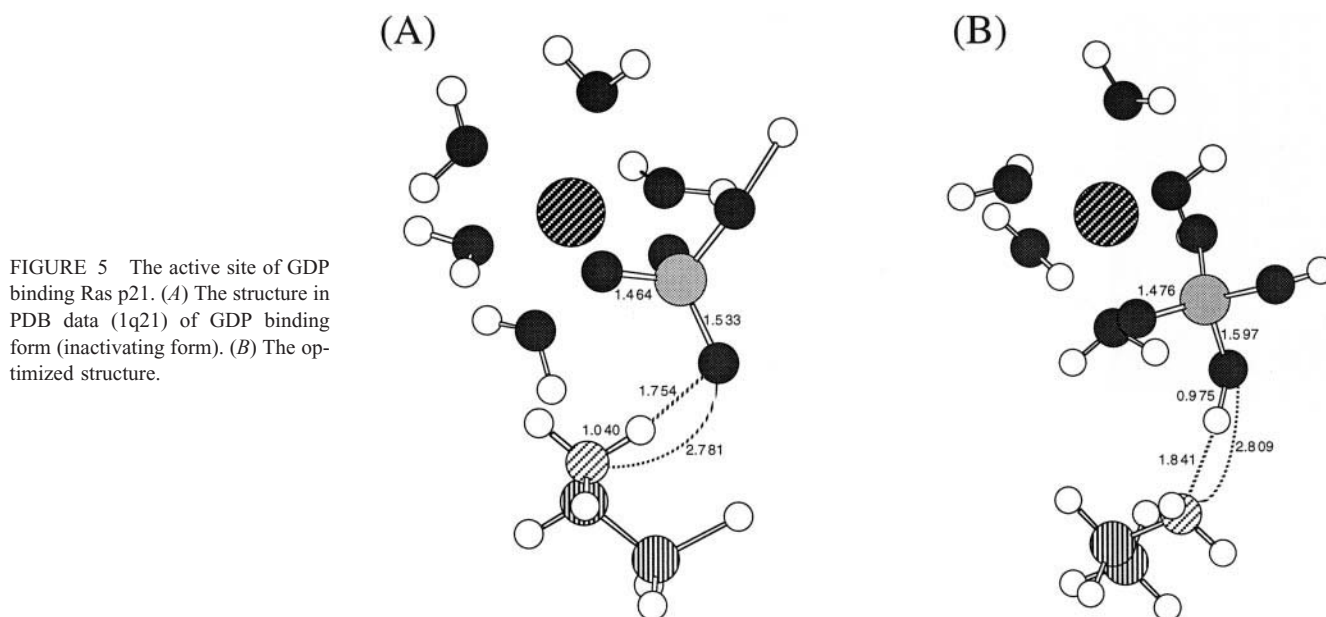 (A)
(B)
FIGURE 5 The active site of GDP
binding Ras p21. (A) The structure in
PDB data (1q21) of GDP binding
form (inactivating form). (B) The op-
timized structure.
1.464
1.533
1.754
1.040
2.781
1.476
1.597
0.975
2.809
1.841